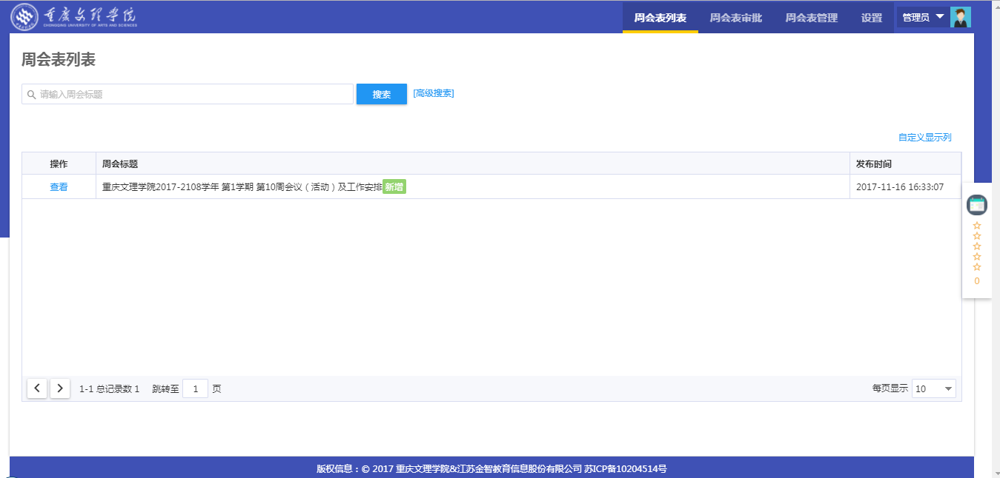 重庆文理学院
CHONGQING UNIVERSITY OF ARTS AND SCIENCES
周会表列表 周会表审批 周会表管理 设置 管理员
周会表列表
请输入周会标题 搜索 [高级搜索]
自定义显示列
操作 周会标题 发布时间
查看 重庆文理学院2017-2108学年 第1学期 第10周会议（活动）及工作安排 新增 2017-11-16 16:33:07
0
1-1 总记录数 1 跳转至 1 页 每页显示 10
版权信息：© 2017 重庆文理学院&江苏金智教育信息股份有限公司 苏ICP备10204514号